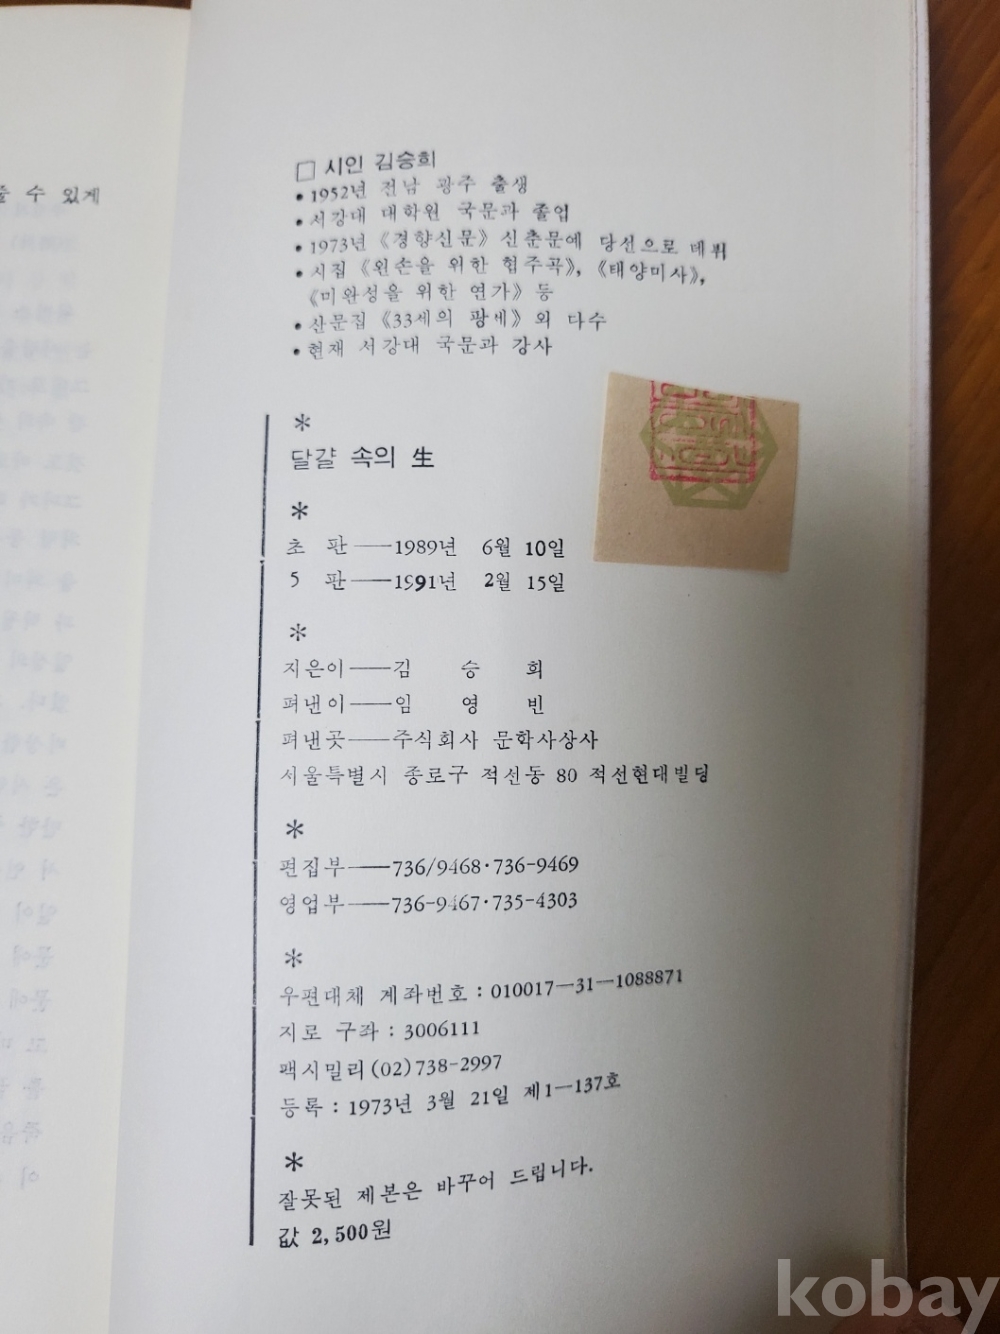 줄 수 있게
□ 시인 김승희
• 1952년 전남 광주 출생
• 서강대 대학원 국문과 졸업
• 1973년 《경향신문》 신춘문예 당선으로 데뷔
• 시집 《왼손을 위한 협주곡》, 《태양미사》,
《미완성을 위한 연가》 등
• 산문집 《33세의 팡세》 외 다수
• 현재 서강대 국문과 강사
*
달걀 속의 生
*
초 판——1989년 6월 10일
5 판——1991년 2월 15일
*
지은이——김 승 희
펴낸이——임 영 빈
펴낸곳——주식회사 문학사상사
서울특별시 종로구 적선동 80 적선현대빌딩
*
편집부——736/9468·736-9469
영업부——736-9467·735-4303
*
우편대체 계좌번호 : 010017—31—1088871
지로 구좌 : 3006111
팩시밀리(02)738-2997
등록 : 1973년 3월 21일 제1—137호
*
잘못된 제본은 바꾸어 드립니다.
값 2,500원
kobay